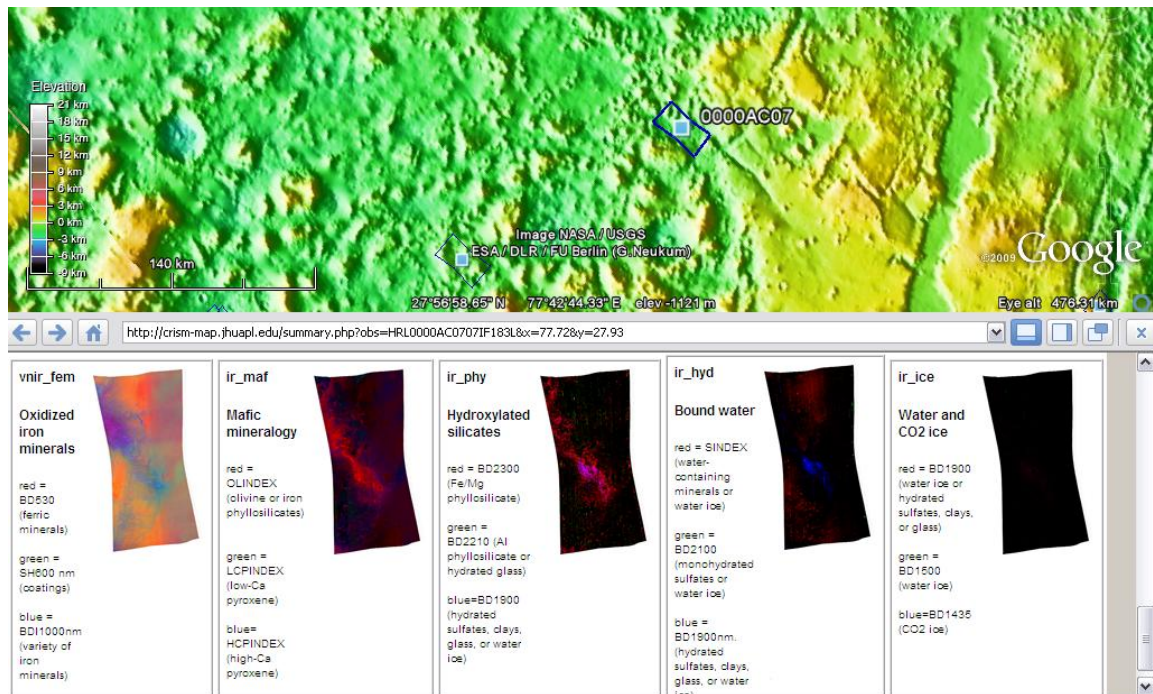 Elevation
21 km
18 km
15 km
12 km
9 km
6 km
3 km
0 km
-3 km
-6 km
-9 km
0000AC07
Image NASA / USGS
ESA / DLR / FU Berlin (G.Neukum)
©2009 Google
140 km
27°56'58.65" N 77°42'44.33" E elev -1121 m
Eye alt 476.31 km
http://crism-map.jhuapl.edu/summary.php?obs=HRL0000AC0707IF183L&x=77.72&y=27.93
vnir_fem
Oxidized
iron
minerals
red =
BD530
(ferric
minerals)
green =
SH600 nm
(coatings)
blue =
BDI1000nm
(variety of
iron
minerals)
ir_maf
Mafic
mineralogy
red =
OLINDEX
(olivine or iron
phyllosilicates)
green =
LCPINDEX
(low-Ca
pyroxene)
blue=
HCPINDEX
(high-Ca
pyroxene)
ir_phy
Hydroxylated
silicates
red = BD2300
(Fe/Mg
phyllosilicate)
green =
BD2210 (Al
phyllosilicate or
hydrated glass)
blue=BD1900
(hydrated
sulfates, clays,
glass, or water
ice)
ir_hyd
Bound water
red = SINDEX
(water-
containing
minerals or
water ice)
green =
BD2100
(monohydrated
sulfates or
water ice)
blue =
BD1900nm.
(hydrated
sulfates, clays,
glass, or water
ir_ice
Water and
CO2 ice
red = BD1900
(water ice or
hydrated
sulfates, clays,
or glass)
green =
BD1500
(water ice)
blue=BD1435
(CO2 ice)